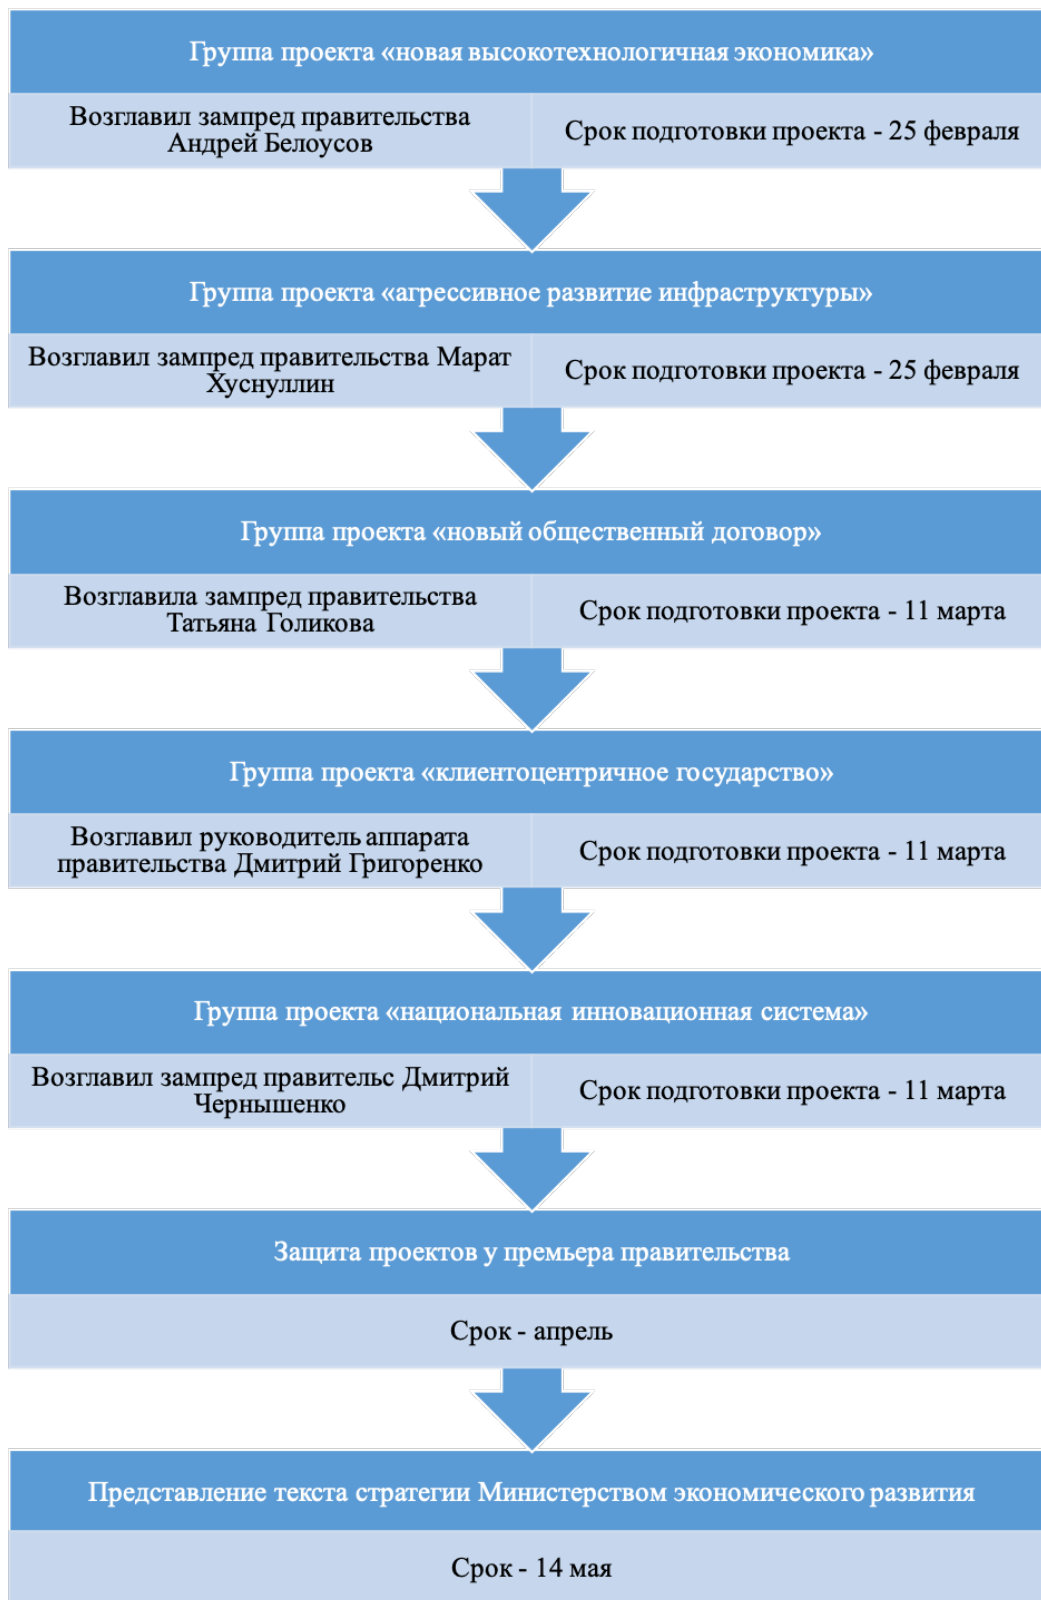 Группа проекта «новая высокотехнологичная экономика»
Возглавил зампред правительства
Андрей Белоусов
Срок подготовки проекта - 25 февраля
Группа проекта «агрессивное развитие инфраструктуры»
Возглавил зампред правительства Марат
Хуснуллин
Срок подготовки проекта - 25 февраля
Группа проекта «новый общественный договор»
Возглавила зампред правительства
Татьяна Голикова
Срок подготовки проекта - 11 марта
Группа проекта «клиентоцентричное государство»
Возглавил руководитель аппарата
правительства Дмитрий Григоренко
Срок подготовки проекта - 11 марта
Группа проекта «национальная инновационная система»
Возглавил зампред правительс Дмитрий
Чернышенко
Срок подготовки проекта - 11 марта
Защита проектов у премьера правительства
Срок - апрель
Представление текста стратегии Министерством экономического развития
Срок - 14 мая